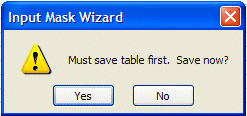 Input Mask Wizard
Must save table first. Save now?
Yes
No